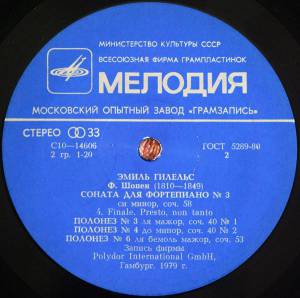 МИНИСТЕРСТВО КУЛЬТУРЫ СССР
ВСЕСОЮЗНАЯ ФИРМА ГРАМПЛАСТИНОК
МЕЛОДИЯ
МОСКОВСКИЙ ОПЫТНЫЙ ЗАВОД «ГРАМЗАПИСЬ»
СТЕРЕО 33
С10—14606
ГОСТ 5289-80
2 гр. 1-20
2
ЭМИЛЬ ГИЛЕЛЬС
Ф. Шопен (1810—1849)
СОНАТА ДЛЯ ФОРТЕПИАНО № 3
си минор, соч. 58
4. Finale. Presto, non tanto
ПОЛОНЕЗ № 3 ля мажор, соч. 40 № 1
ПОЛОНЕЗ № 4 до минор, соч. 40 № 2
ПОЛОНЕЗ № 6 ля бемоль мажор, соч. 53
Запись фирмы
Polydor International GmbH,
Гамбург. 1979 г.